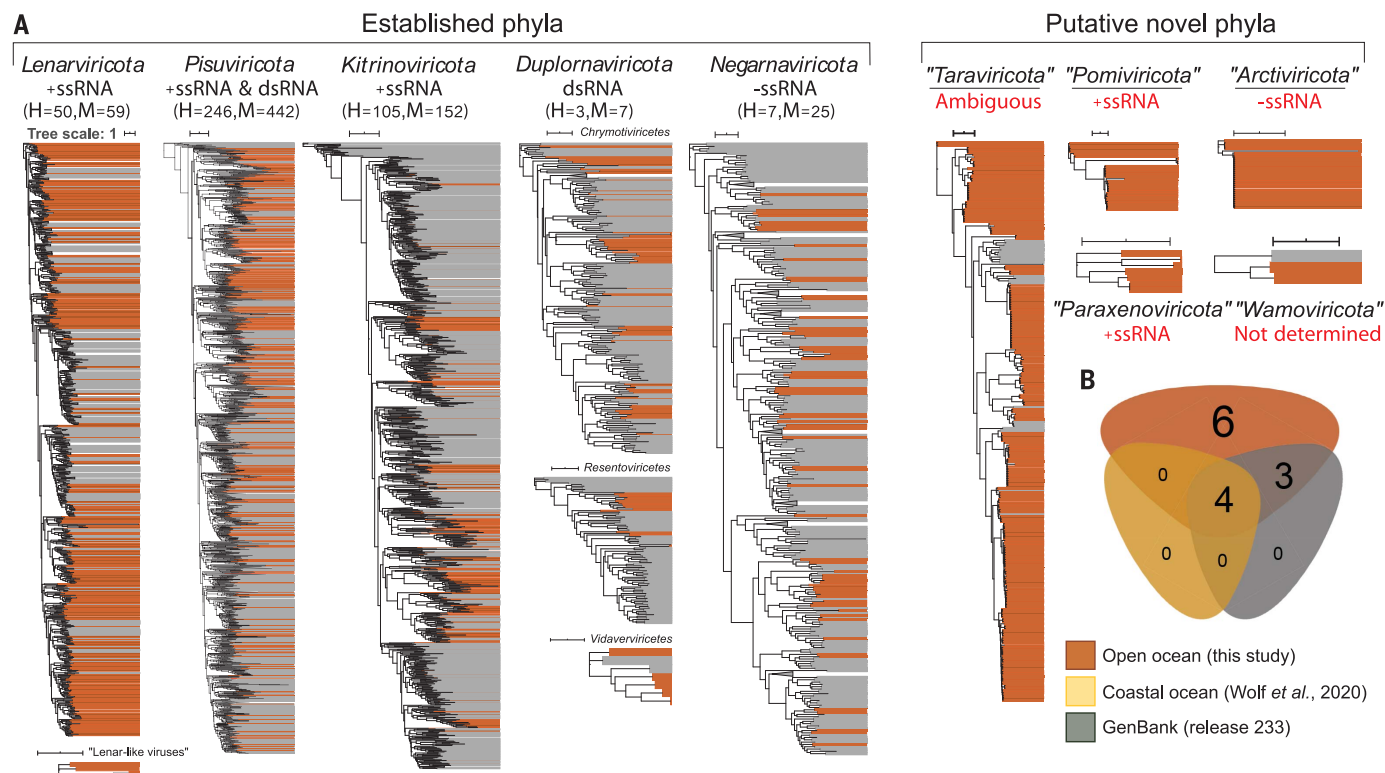 A
Established phyla
Putative novel phyla
Lenarviricota
+ssRNA
(H=50,M=59)
Tree scale: 1
Pisuviricota
+ssRNA & dsRNA
(H=246,M=442)
Kitrinoviricota
+ssRNA
(H=105,M=152)
Duplornaviricota
dsRNA
(H=3,M=7)
Chrymotiviricetes
Negarnaviricota
-ssRNA
(H=7,M=25)
"Taraviricota"
Ambiguous
"Pomiviricota"
+ssRNA
"Arctiviricota"
-ssRNA
"Paraxenoviricota"
+ssRNA
"Wamoviricota"
Not determined
Resentoviricetes
Vidaverviricetes
"Lenar-like viruses"
B
6
0
3
4
0
0
0
Open ocean (this study)
Coastal ocean (Wolf et al., 2020)
GenBank (release 233)